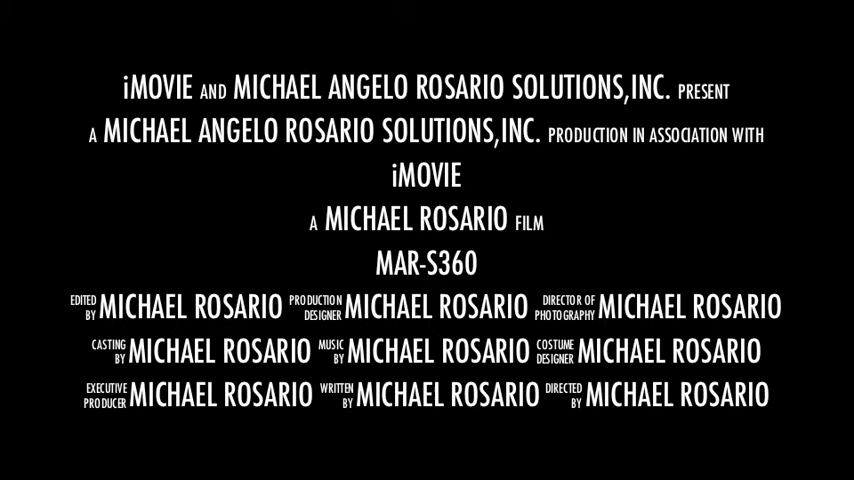 iMOVIE AND MICHAEL ANGELO ROSARIO SOLUTIONS,INC. PRESENT
A MICHAEL ANGELO ROSARIO SOLUTIONS,INC. PRODUCTION IN ASSOCIATION WITH
iMOVIE
A MICHAEL ROSARIO FILM
MAR-S360
EDITED BY MICHAEL ROSARIO PRODUCTION DESIGNER MICHAEL ROSARIO DIRECTOR OF PHOTOGRAPHY MICHAEL ROSARIO
CASTING BY MICHAEL ROSARIO MUSIC BY MICHAEL ROSARIO COSTUME DESIGNER MICHAEL ROSARIO
EXECUTIVE PRODUCER MICHAEL ROSARIO WRITTEN BY MICHAEL ROSARIO DIRECTED BY MICHAEL ROSARIO